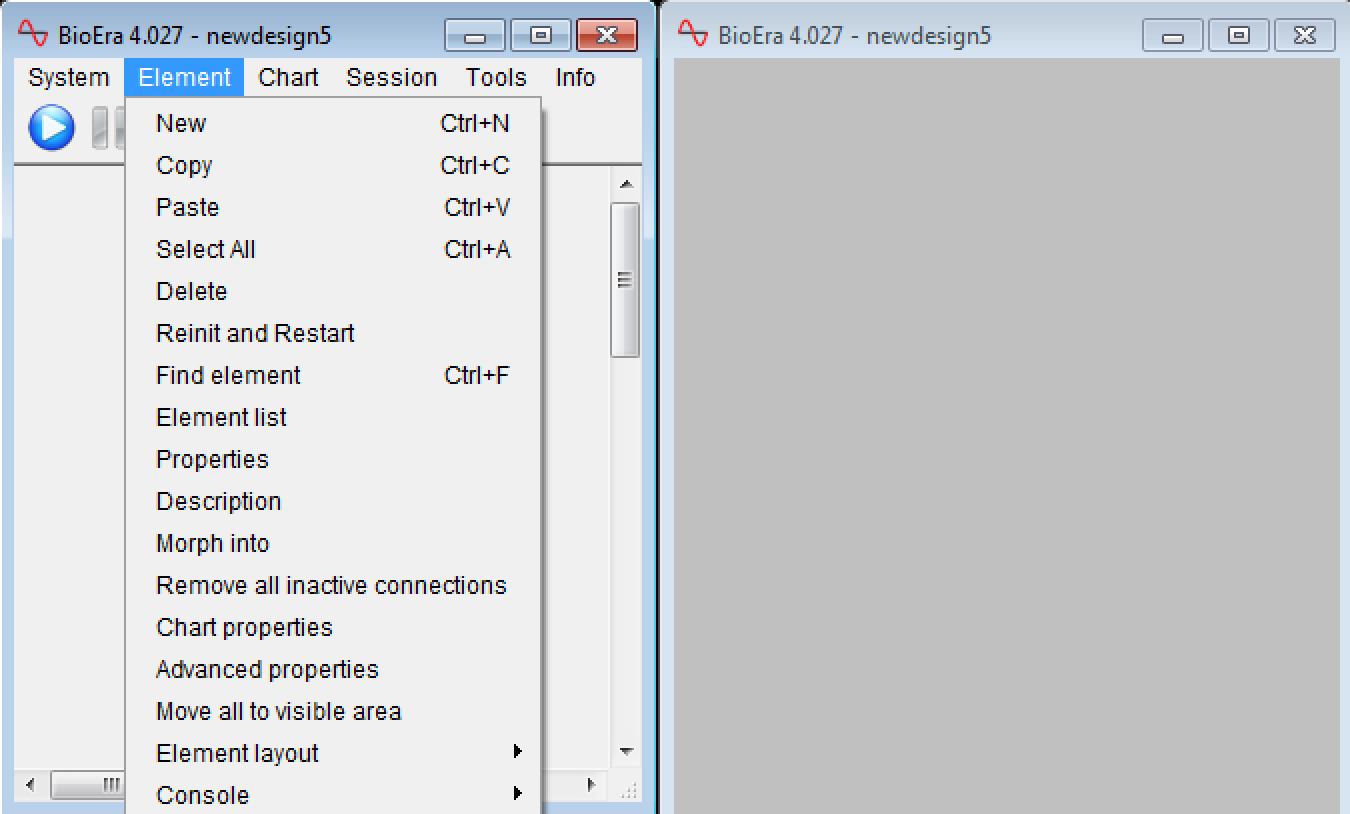 BioEra 4.027 - newdesign5
BioEra 4.027 - newdesign5
System Element Chart Session Tools Info
New Ctrl+N
Copy Ctrl+C
Paste Ctrl+V
Select All Ctrl+A
Delete
Reinit and Restart
Find element Ctrl+F
Element list
Properties
Description
Morph into
Remove all inactive connections
Chart properties
Advanced properties
Move all to visible area
Element layout
Console